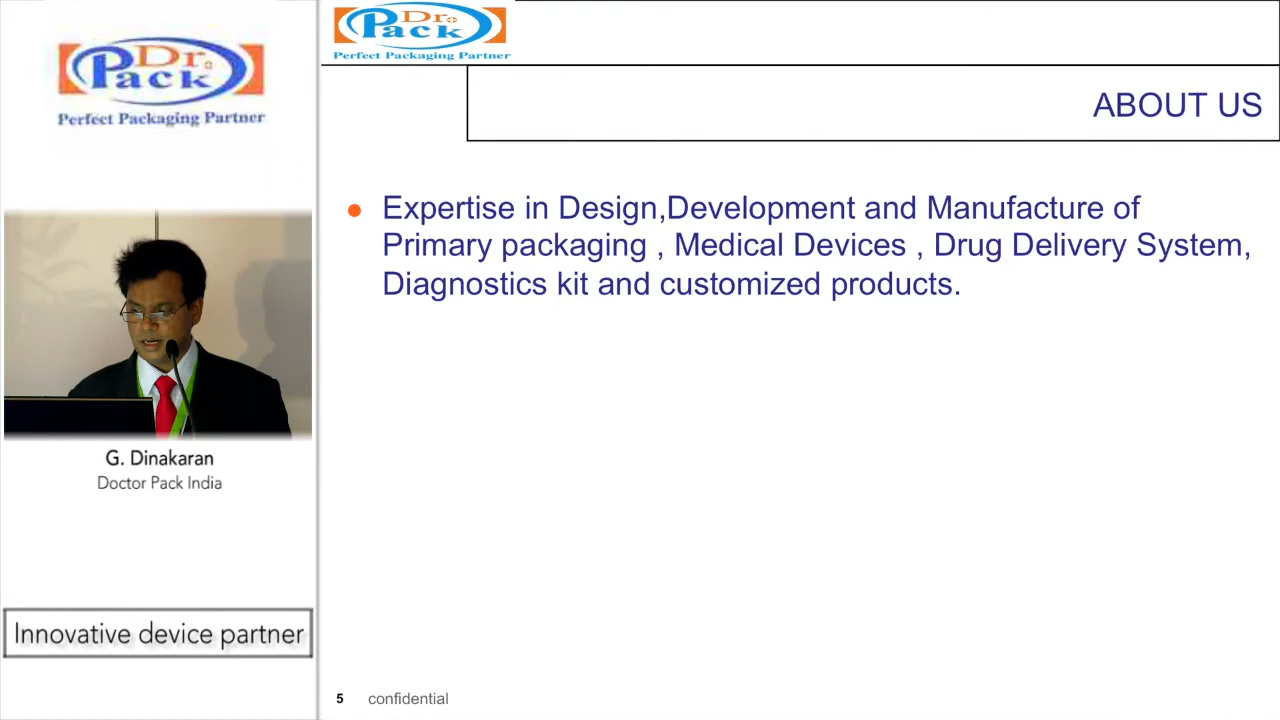 Dr.
Pack
Perfect Packaging Partner
G. Dinakaran
Doctor Pack India
Innovative device partner
Dr.
Pack
Perfect Packaging Partner
ABOUT US
Expertise in Design,Development and Manufacture of
Primary packaging , Medical Devices , Drug Delivery System,
Diagnostics kit and customized products.
5 confidential